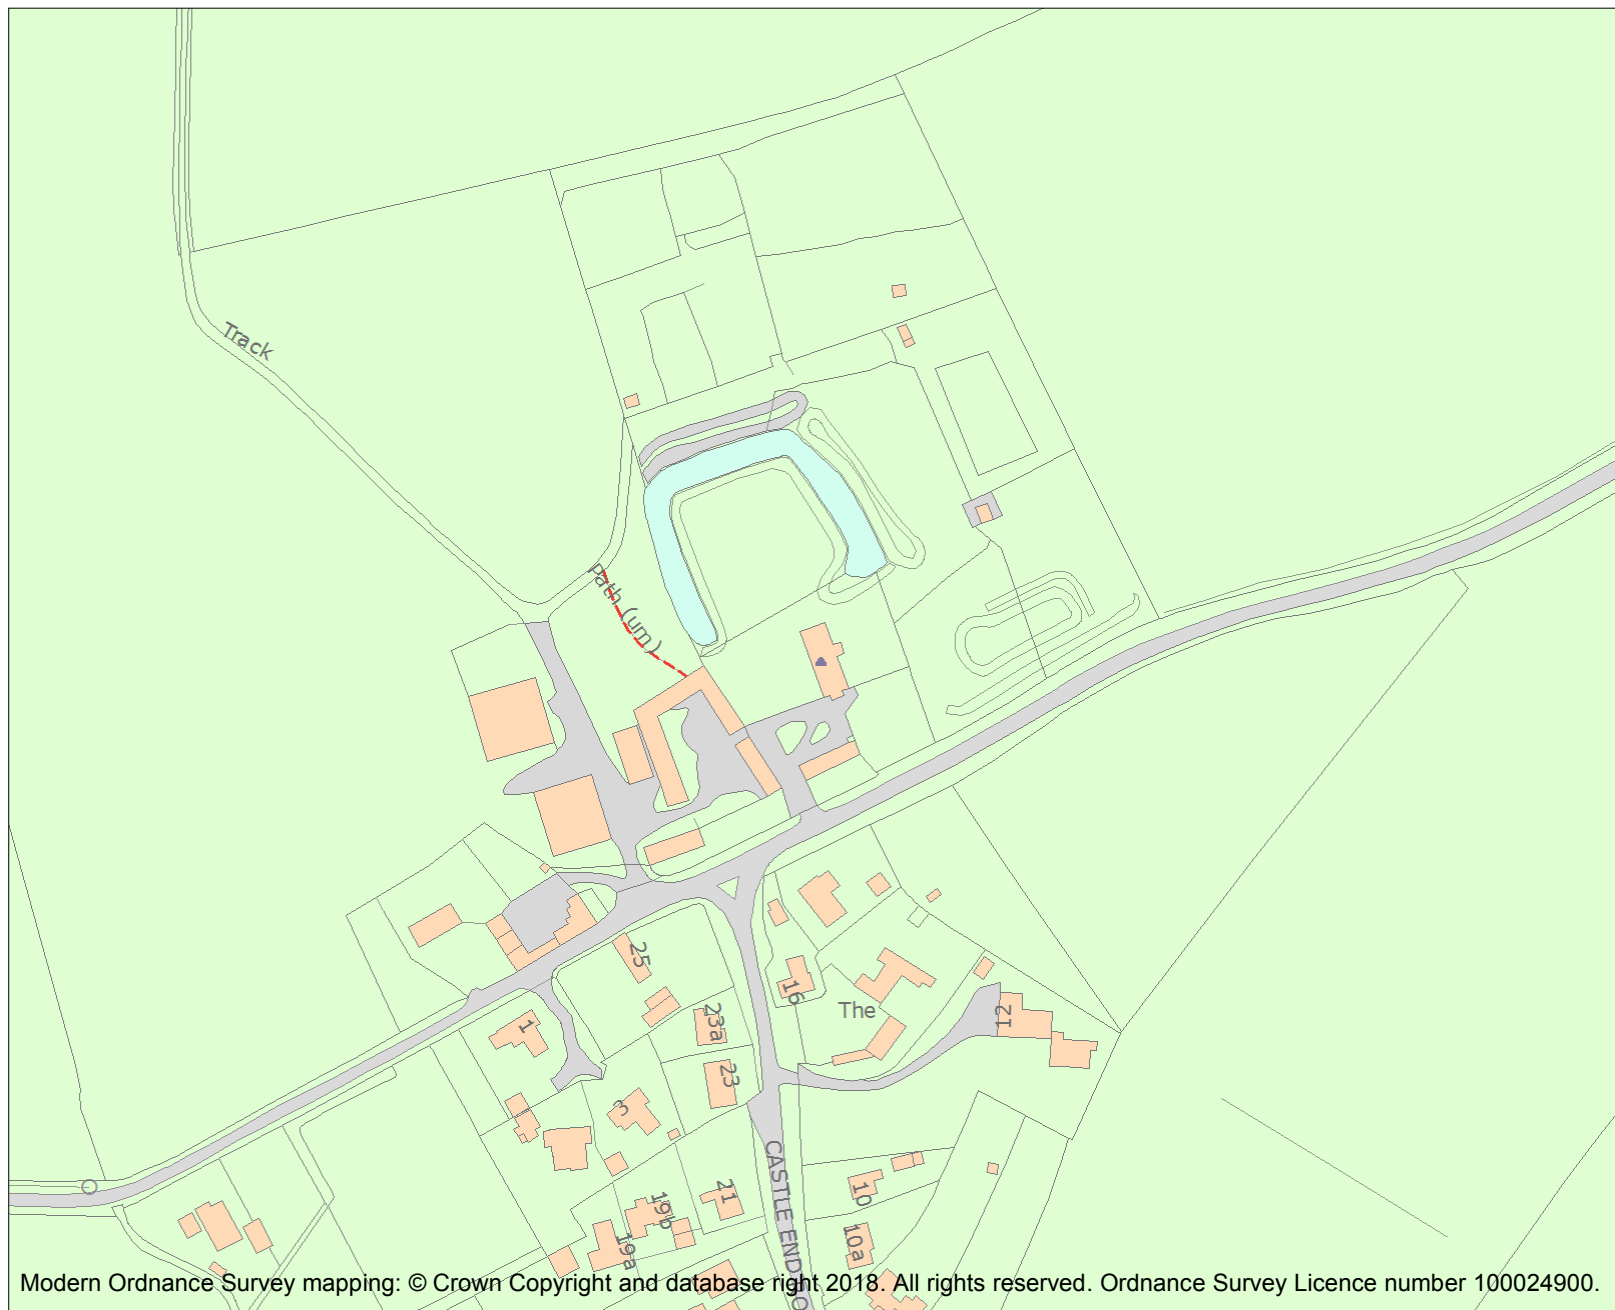 Track
Path (um)
25
16
The
12
1
23a
23
3
CASTLE END
10
21
19b
19a
10a
Modern Ordnance Survey mapping: © Crown Copyright and database right 2018. All rights reserved. Ordnance Survey Licence number 100024900.